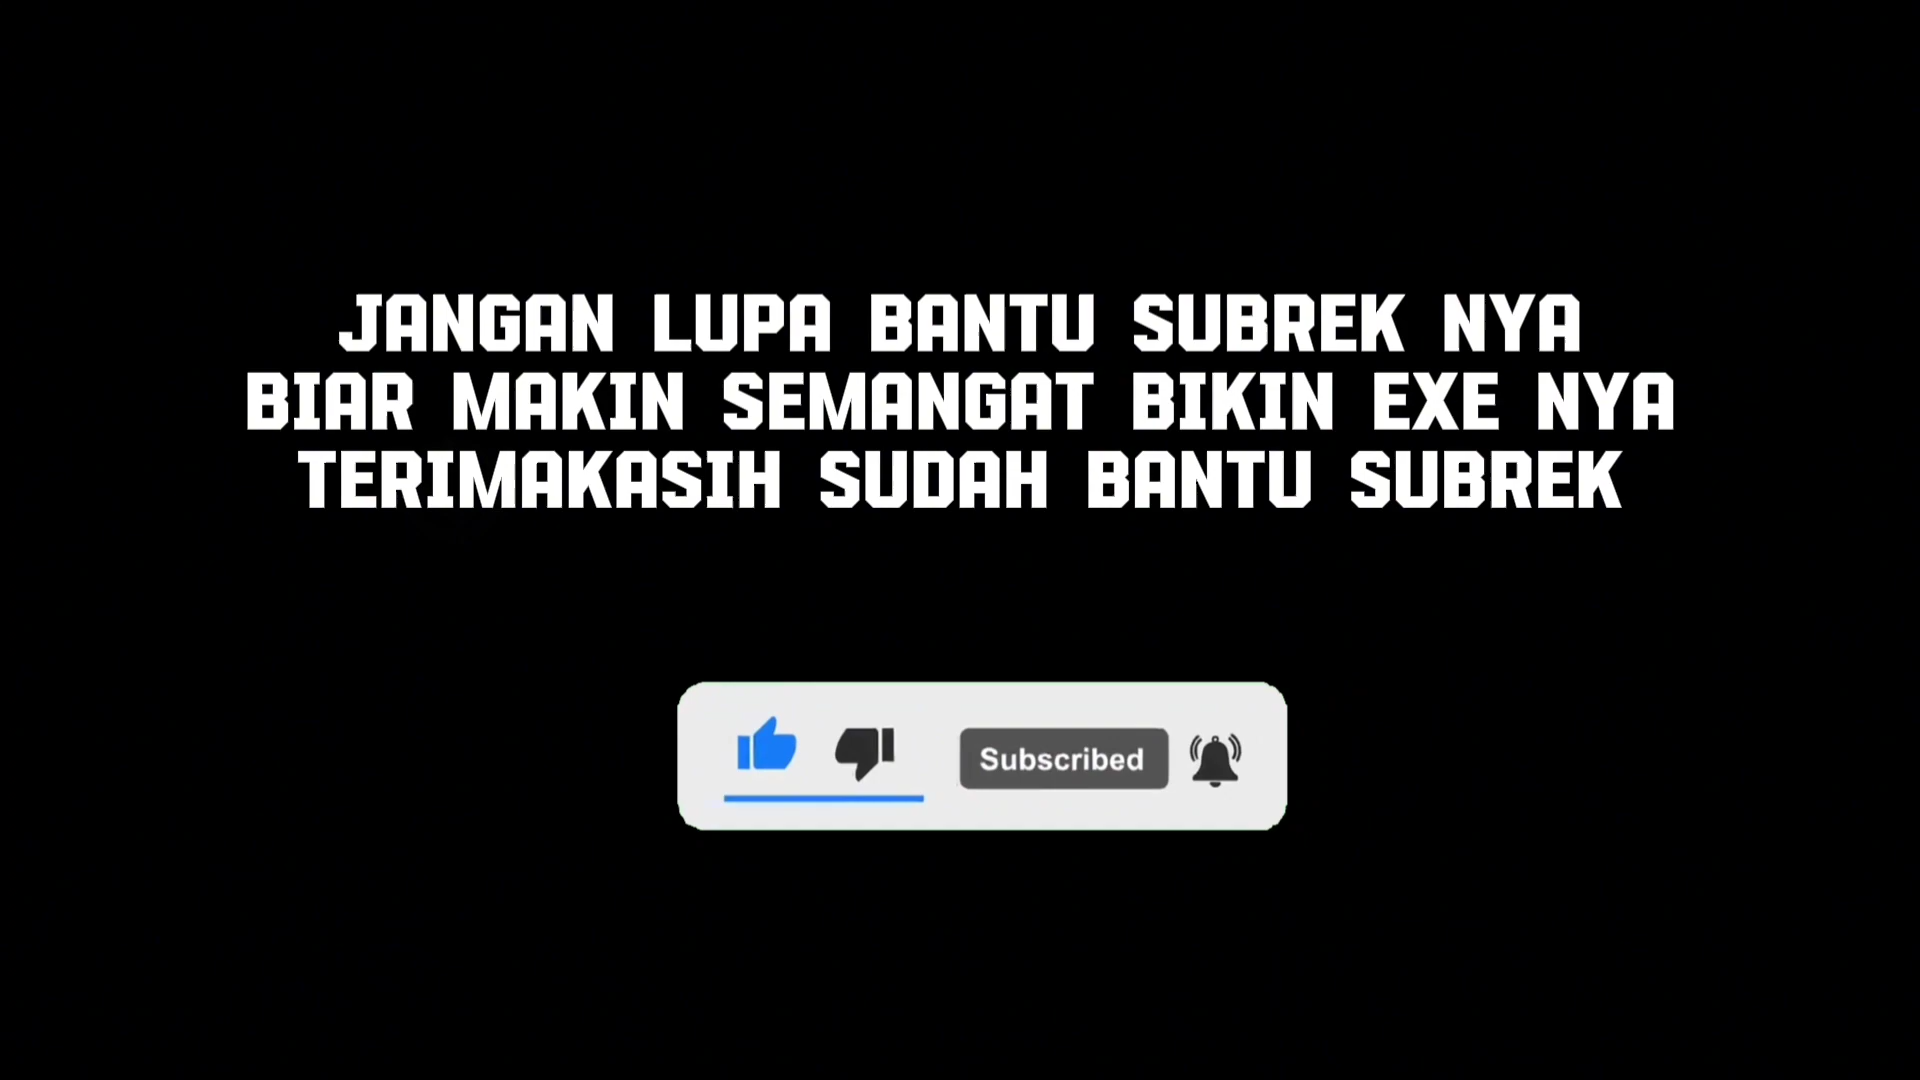 JANGAN LUPA BANTU SUBREK NYA
BIAR MAKIN SEMANGAT BIKIN EXE NYA
TERIMAKASIH SUDAH BANTU SUBREK
Subscribed